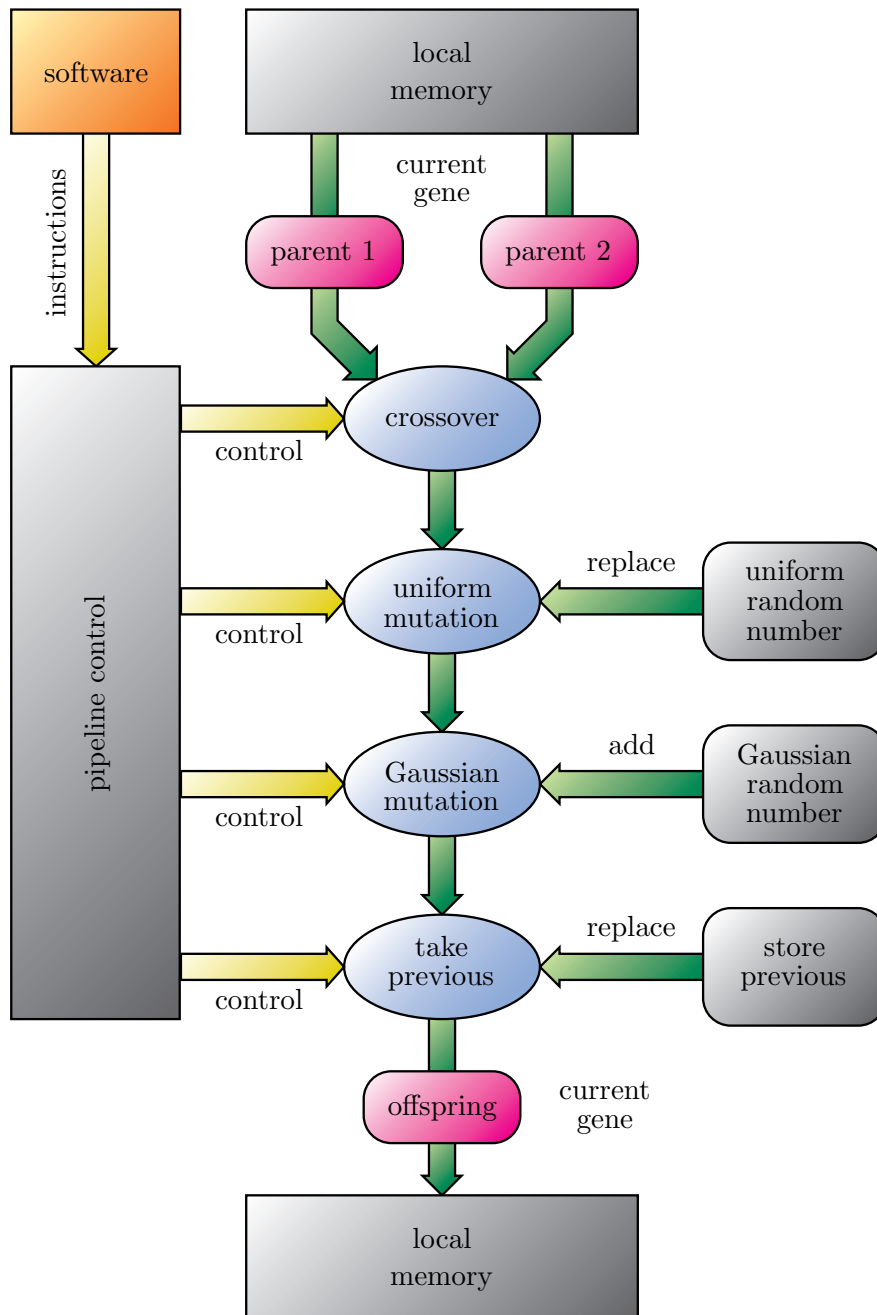 software
local
memory
instructions
current
gene
parent 1
parent 2
crossover
control
pipeline control
uniform
mutation
control
replace
uniform
random
number
Gaussian
mutation
control
add
Gaussian
random
number
take
previous
control
replace
store
previous
offspring
current
gene
local
memory